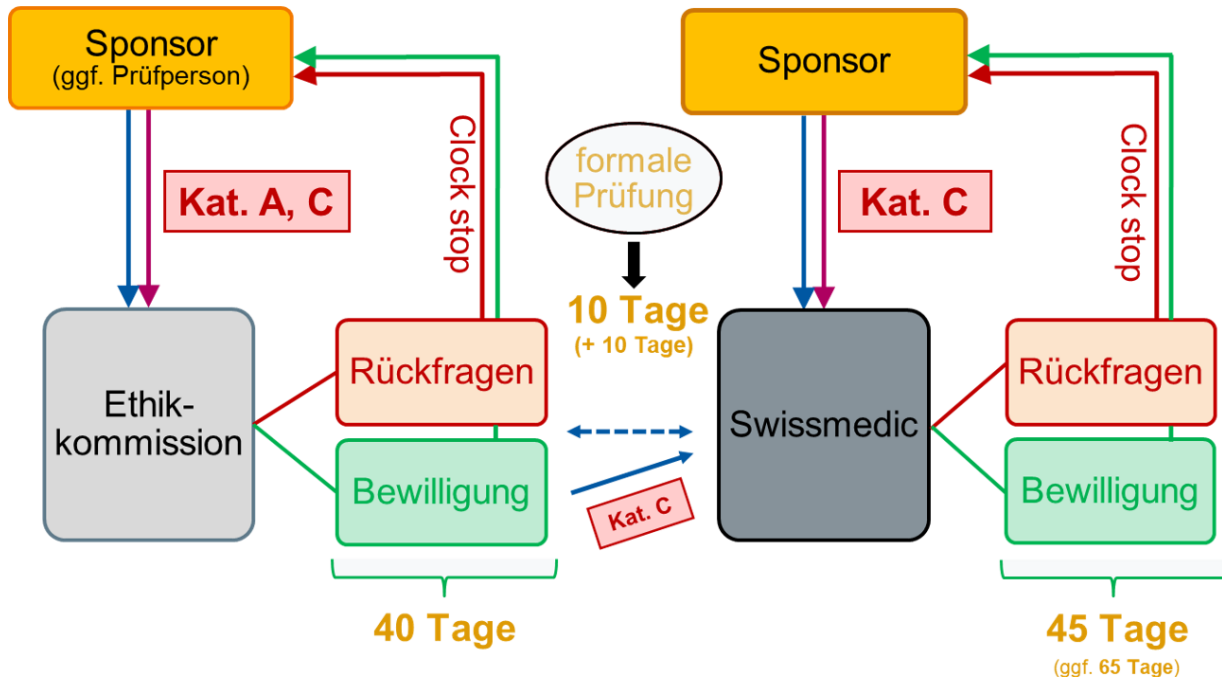 Sponsor
(ggf. Prüfperson)
Kat. A, C
Clock stop
Ethik-
kommission
Rückfragen
Bewilligung
40 Tage
formale
Prüfung
10 Tage
(+ 10 Tage)
Kat. C
Sponsor
Kat. C
Clock stop
Swissmedic
Rückfragen
Bewilligung
45 Tage
(ggf. 65 Tage)